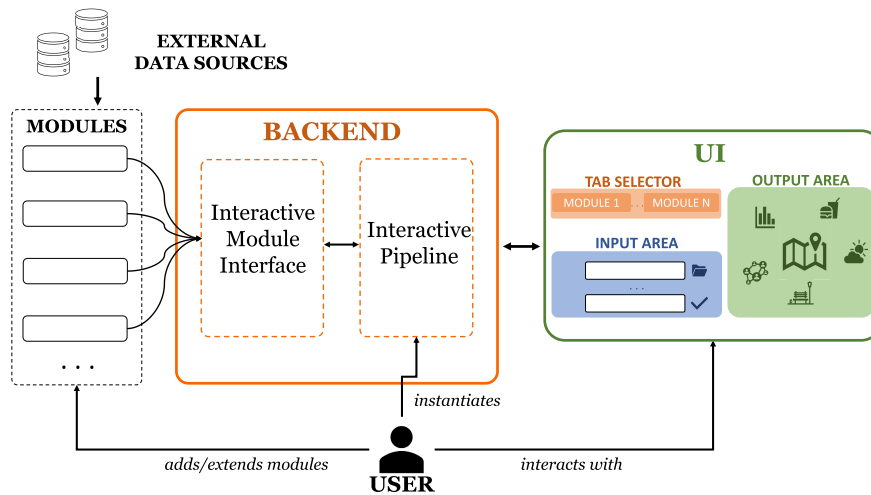 EXTERNAL
DATA SOURCES
MODULES
. . .
BACKEND
Interactive
Module
Interface
Interactive
Pipeline
UI
TAB SELECTOR
MODULE 1 . . . MODULE N
INPUT AREA
. . .
OUTPUT AREA
instantiates
adds/extends modules
interacts with
USER